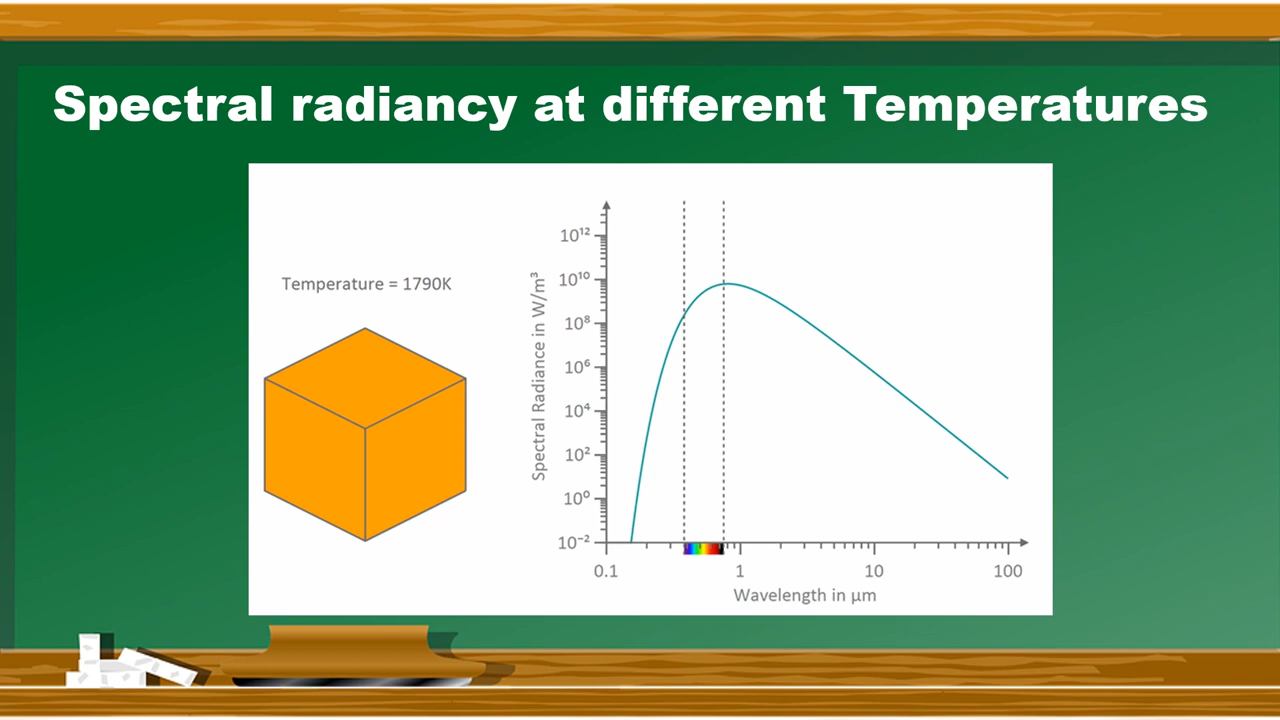 Spectral radiancy at different Temperatures
Temperature = 1790K
Spectral Radiance in W/m³
10¹²
10¹⁰
10⁸
10⁶
10⁴
10²
10⁰
10⁻²
0.1 1 10 100
Wavelength in μm